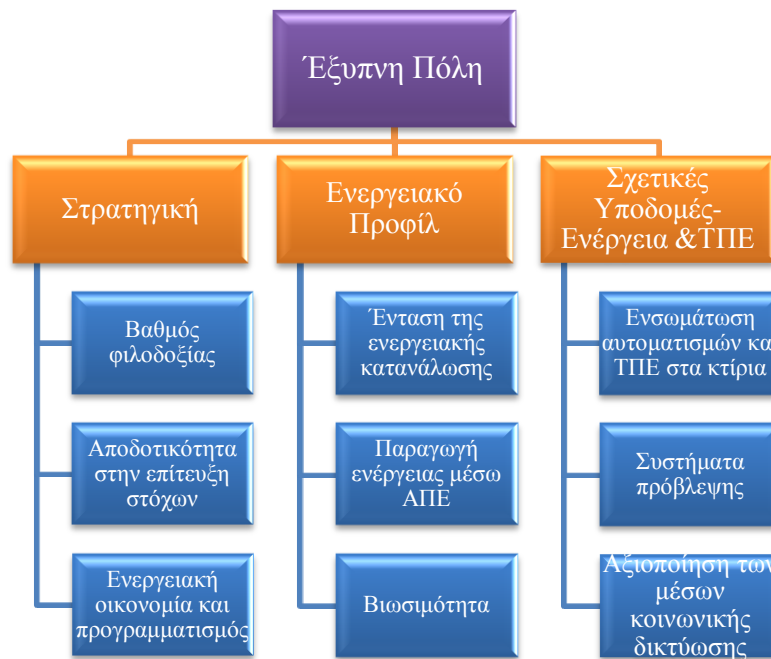 Έξυπνη Πόλη
Στρατηγική
Βαθμός
φιλοδοξίας
Αποδοτικότητα
στην επίτευξη
στόχων
Ενεργειακή
οικονομία και
προγραμματισμός
Ενεργειακό
Προφίλ
Ένταση της
ενεργειακής
κατανάλωσης
Παραγωγή
ενέργειας μέσω
ΑΠΕ
Βιωσιμότητα
Σχετικές
Υποδομές-
Ενέργεια &ΤΠΕ
Ενσωμάτωση
αυτοματισμών και
ΤΠΕ στα κτίρια
Συστήματα
πρόβλεψης
Αξιοποίηση των
μέσων
κοινωνικής
δικτύωσης